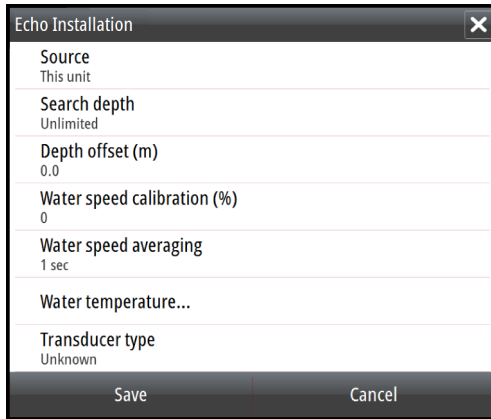 Echo Installation
Source
This unit
Search depth
Unlimited
Depth offset (m)
0.0
Water speed calibration (%)
0
Water speed averaging
1 sec
Water temperature...
Transducer type
Unknown
Save Cancel